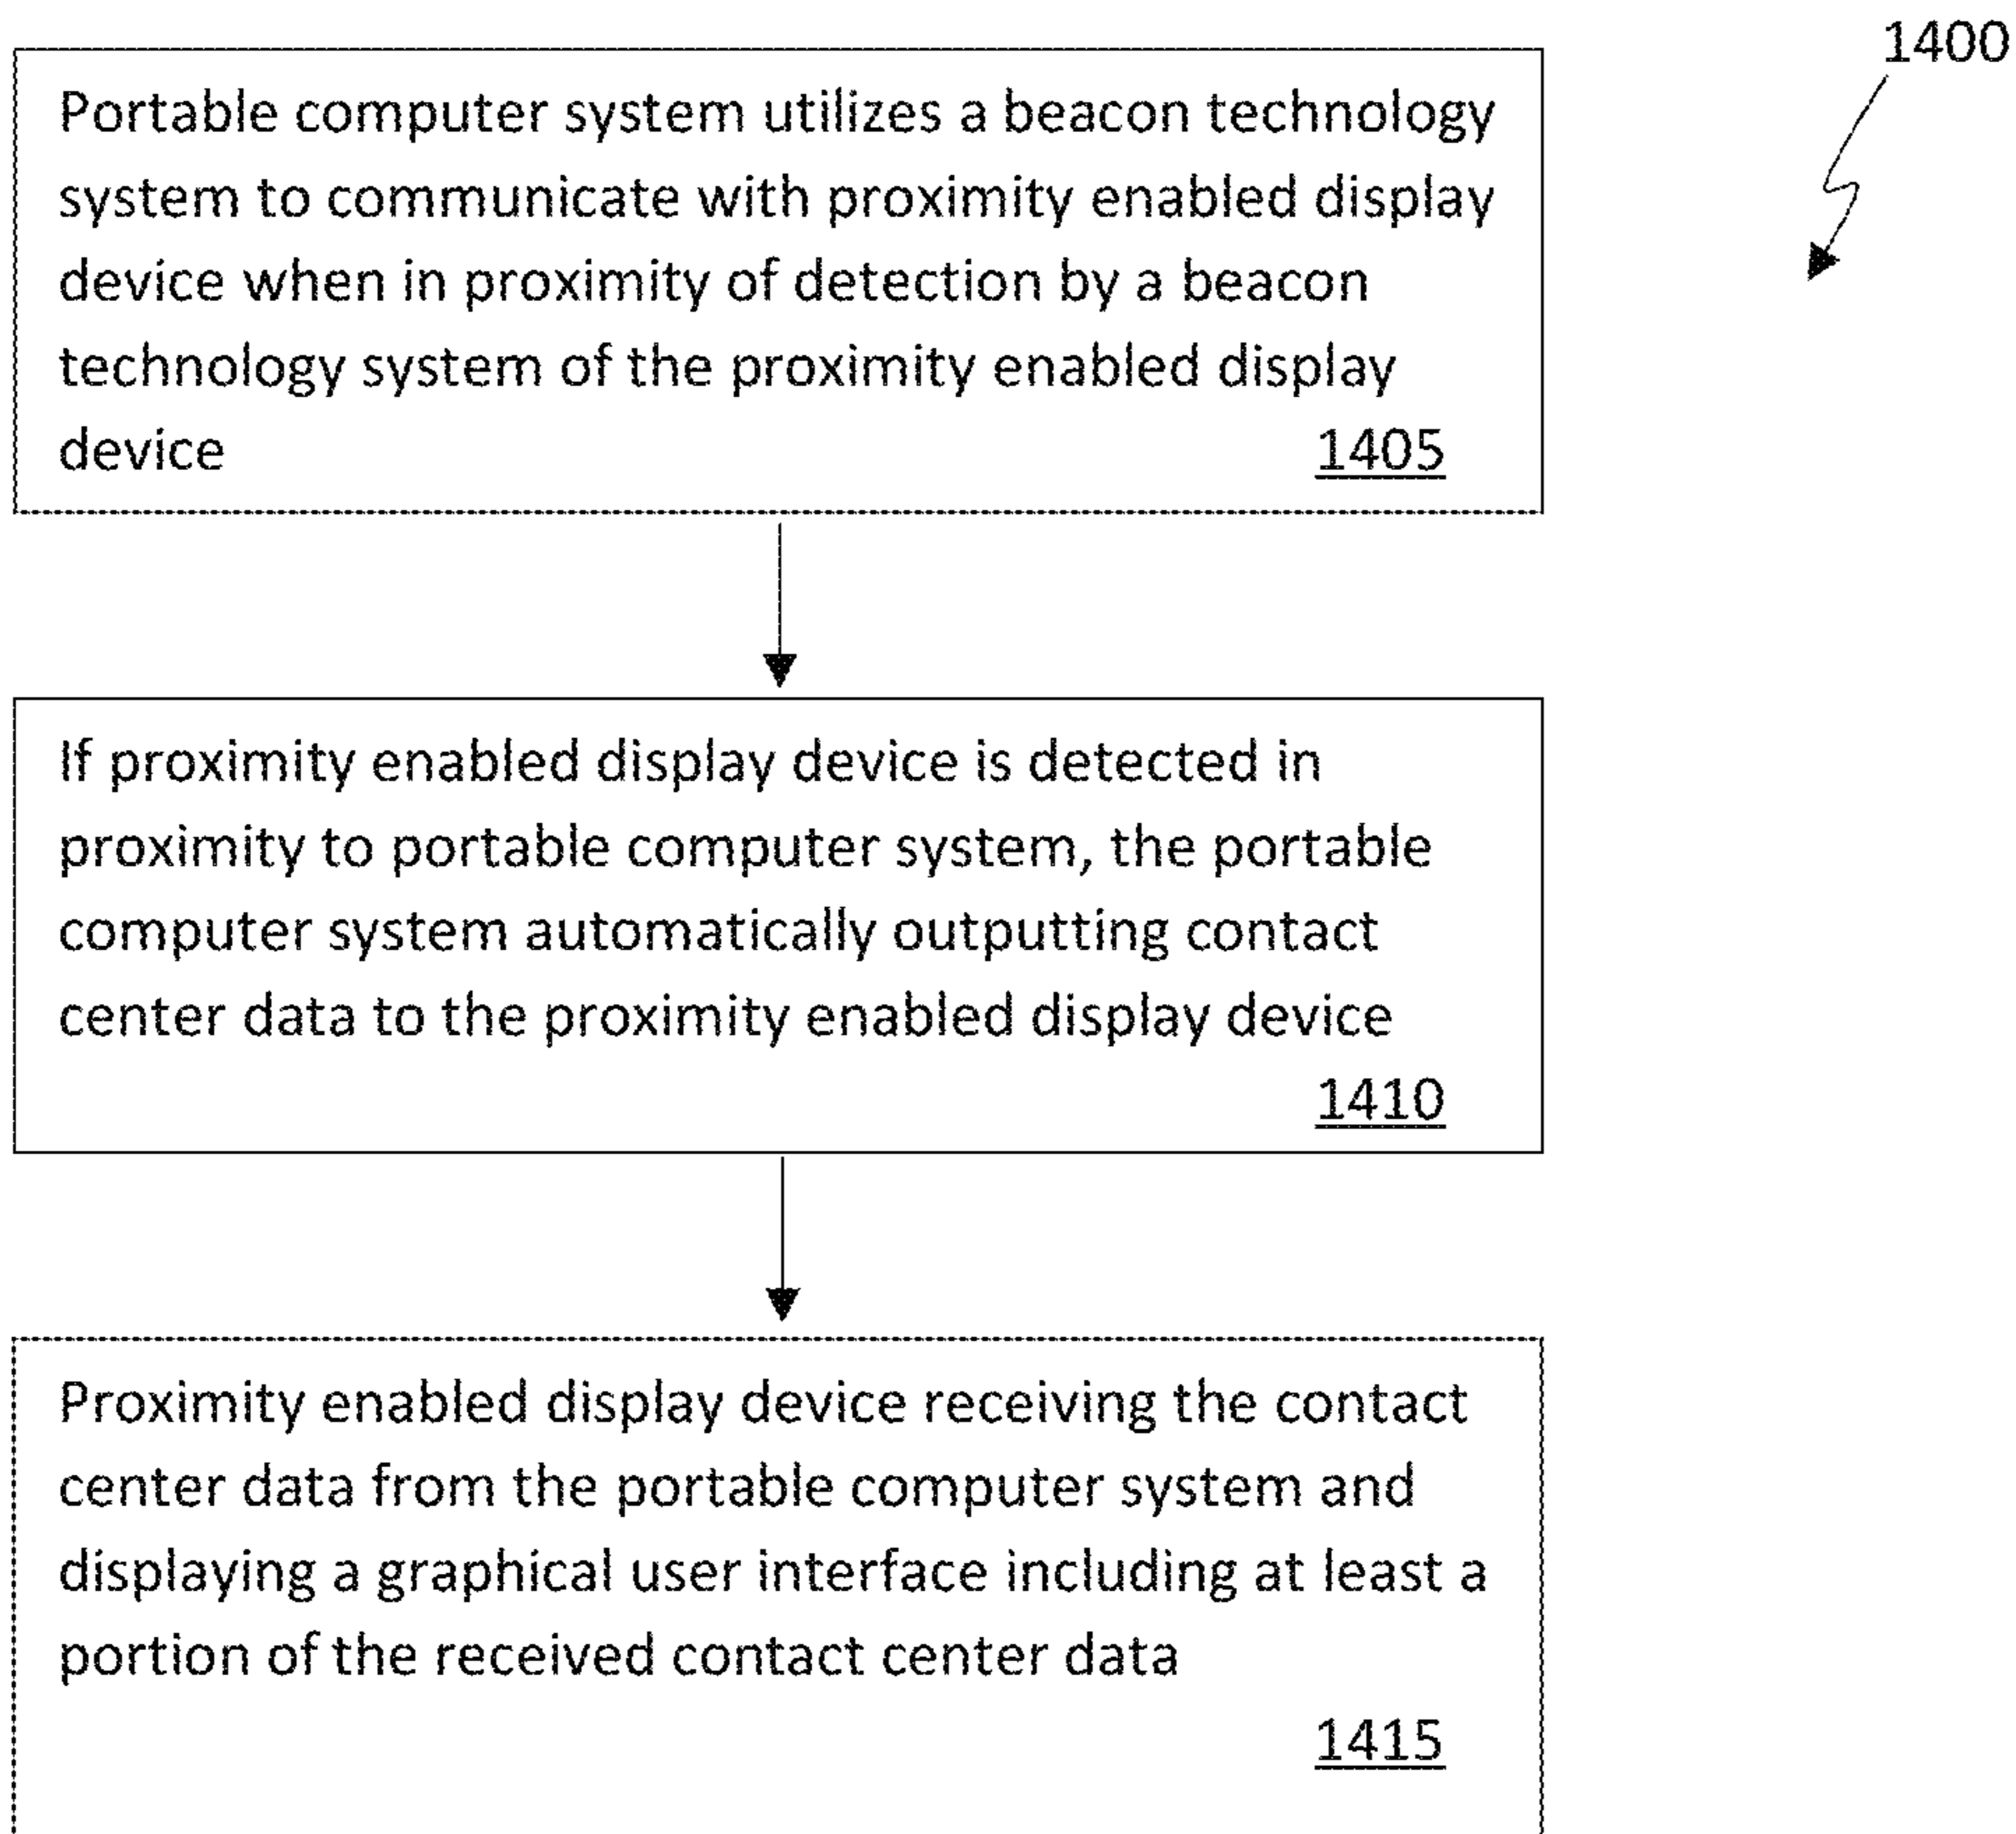 1400
Portable computer system utilizes a beacon technology
system to communicate with proximity enabled display
device when in proximity of detection by a beacon
technology system of the proximity enabled display
device 1405
If proximity enabled display device is detected in
proximity to portable computer system, the portable
computer system automatically outputting contact
center data to the proximity enabled display device
1410
Proximity enabled display device receiving the contact
center data from the portable computer system and
displaying a graphical user interface including at least a
portion of the received contact center data
1415